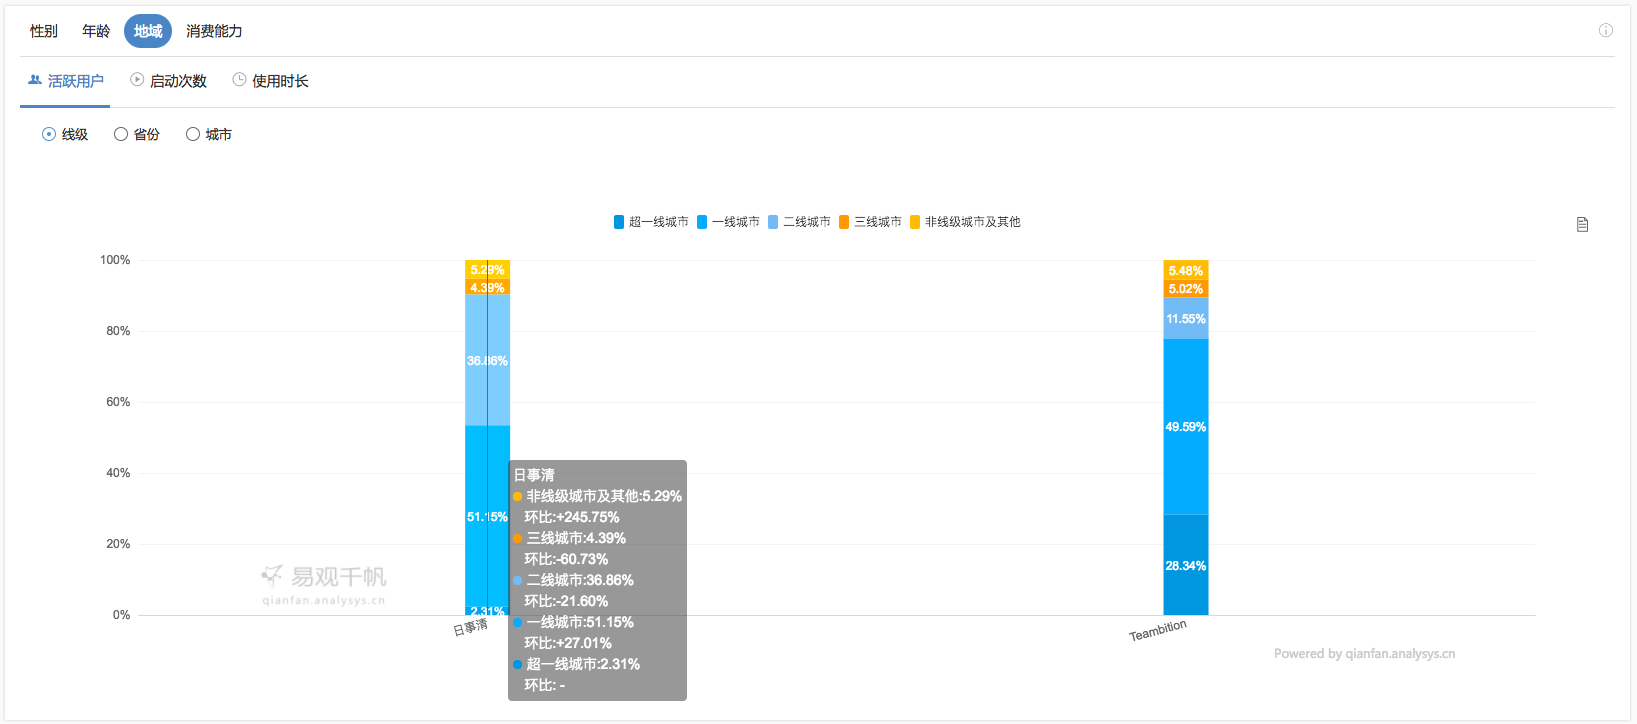 性别 年龄 地域 消费能力
活跃用户 启动次数 使用时长
线级 省份 城市
超一线城市 一线城市 二线城市 三线城市 非线级城市及其他
100%
80%
60%
40%
20%
0%
5.29%
4.39%
36.86%
51.15%
2.31%
日事清
日事清
非线级城市及其他:5.29%
环比:+245.75%
三线城市:4.39%
环比:-60.73%
二线城市:36.86%
环比:-21.60%
一线城市:51.15%
环比:+27.01%
超一线城市:2.31%
环比: -
5.48%
5.02%
11.55%
49.59%
28.34%
Teambition
易观千帆
qianfan.analysys.cn
Powered by qianfan.analysys.cn